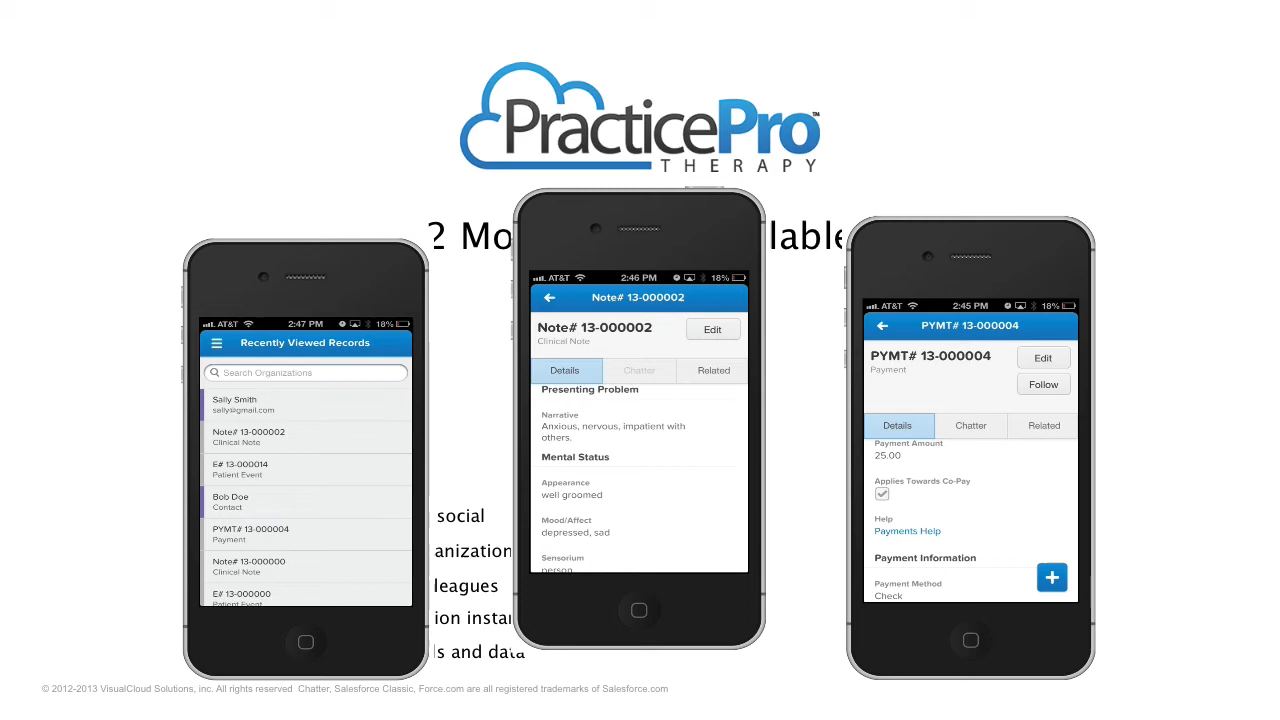 PracticePro™
THERAPY
2 Mo
lable
AT&T 2:47 PM 18%
Recently Viewed Records
Search Organizations
Sally Smith
sally@gmail.com
Note# 13-000002
Clinical Note
E# 13-000014
Patient Event
Bob Doe
Contact
PYMT# 13-000004
Payment
Note# 13-000000
Clinical Note
E# 13-000000
Patient Event
social
anization
leagues
ion instan
ls and data
AT&T 2:46 PM 18%
Note# 13-000002
Note# 13-000002
Edit
Clinical Note
Details Chatter Related
Presenting Problem
Narrative
Anxious, nervous, impatient with
others.
Mental Status
Appearance
well groomed
Mood/Affect
depressed, sad
Sensorium
person
AT&T 2:45 PM 18%
PYMT# 13-000004
PYMT# 13-000004
Edit
Payment
Follow
Details Chatter Related
Payment Amount
25.00
Applies Towards Co-Pay
Help
Payments Help
Payment Information
Payment Method
Check
© 2012-2013 VisualCloud Solutions, inc. All rights reserved Chatter, Salesforce Classic, Force.com are all registered trademarks of Salesforce.com